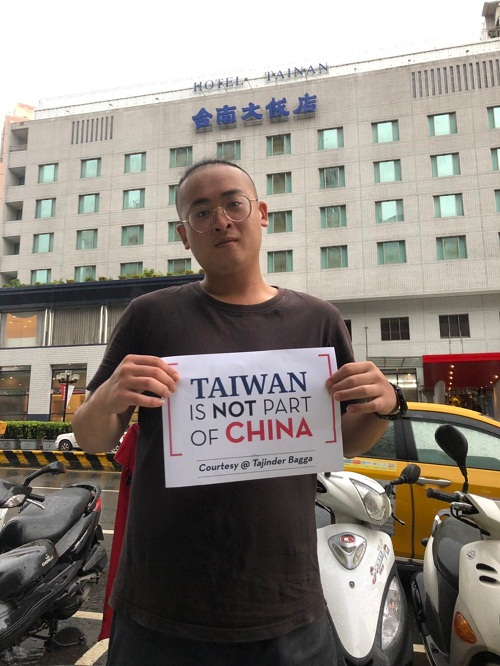 HOTEL TAINAN
台南大飯店
TAIWAN
IS NOT PART
OF CHINA
Courtesy @ Tajinder Bagga